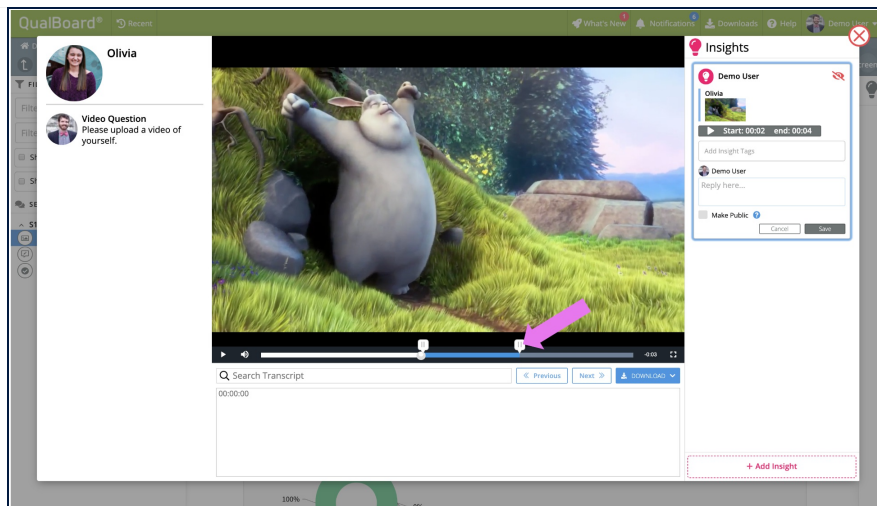 QualBoard®
Recent
What's New
1
Notifications
5
Downloads
Help
Demo User
Olivia
Video Question
Please upload a video of
yourself.
-0:03
Search Transcript
Previous
Next
DOWNLOAD
00:00:00
Insights
Demo User
Olivia
Start: 00:02 end: 00:04
Add Insight Tags
Demo User
Reply here...
Make Public
Cancel
Save
+ Add Insight
100%